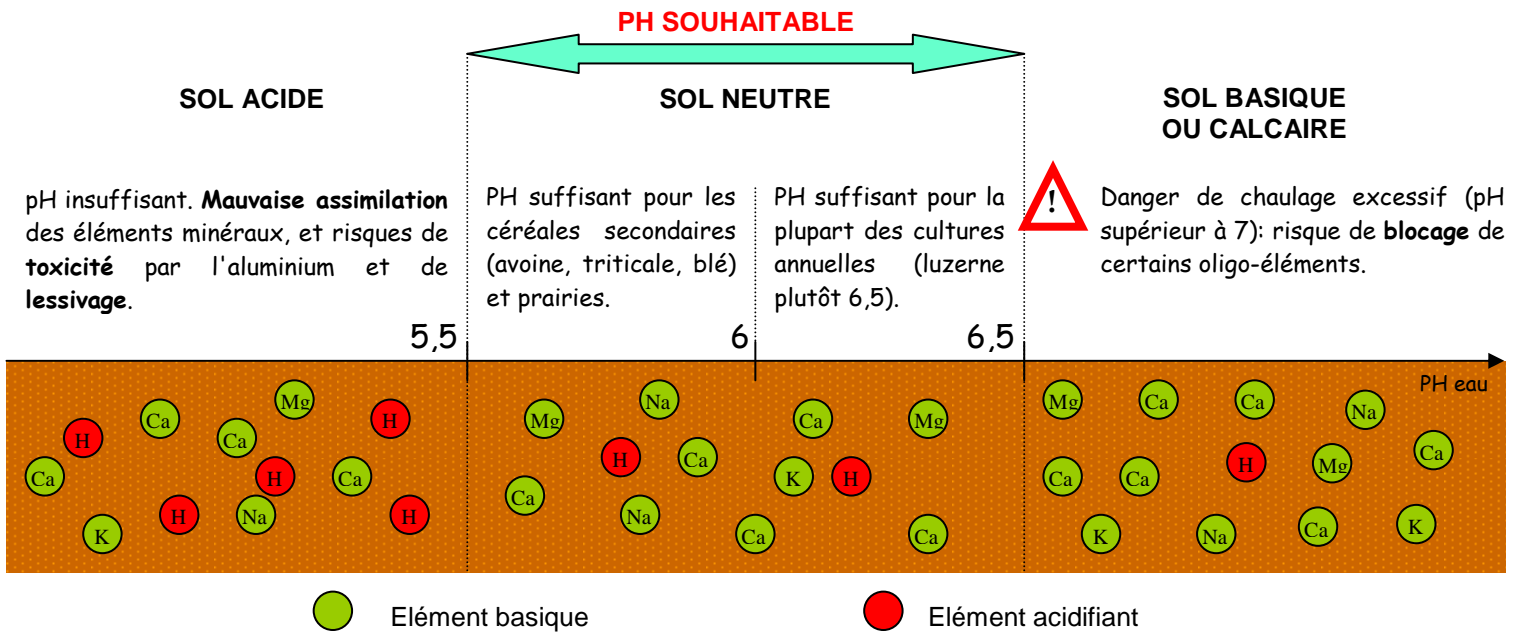 PH SOUHAITABLE
SOL ACIDE
SOL NEUTRE
SOL BASIQUE
OU CALCAIRE
pH insuffisant. Mauvaise assimilation
des éléments minéraux, et risques de
toxicité par l'aluminium et de
lessivage.
PH suffisant pour les
céréales secondaires
(avoine, triticale, blé)
et prairies.
PH suffisant pour la
plupart des cultures
annuelles (luzerne
plutôt 6,5).
!
Danger de chaulage excessif (pH
supérieur à 7): risque de blocage de
certains oligo-éléments.
5,5
6
6,5
PH eau
Ca
H
K
Ca
H
Ca
Mg
H
Na
Ca
H
H
Mg
Ca
H
Na
Na
Ca
Ca
Ca
K
H
Mg
Ca
Mg
Ca
K
Ca
Ca
Na
Ca
H
Mg
Ca
Na
K
Ca
Elément basique
Elément acidifiant